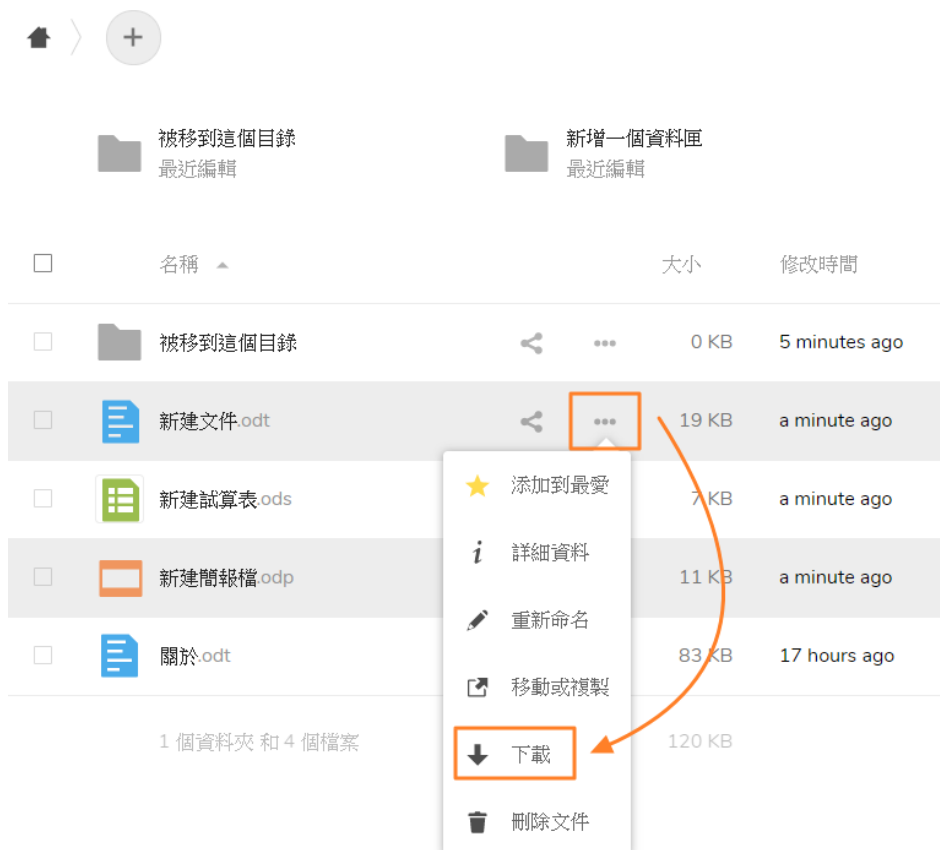 被移到這個目錄
最近編輯
新增一個資料匣
最近編輯
名稱 大小 修改時間
被移到這個目錄 0 KB 5 minutes ago
新建文件.odt 19 KB a minute ago
添加到最愛
新建試算表.ods 7 KB a minute ago
詳細資料
新建簡報檔.odp 11 KB a minute ago
重新命名
關於.odt 83 KB 17 hours ago
移動或複製
1 個資料夾 和 4 個檔案 120 KB
下載
刪除文件